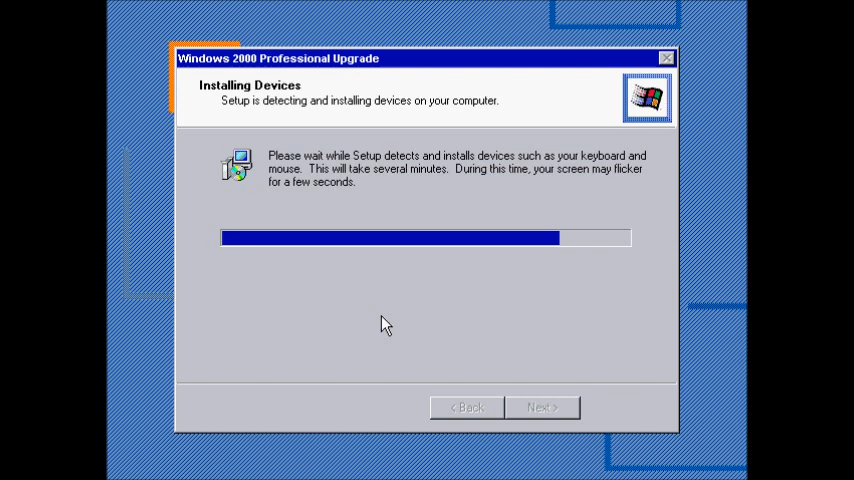 Windows 2000 Professional Upgrade
Installing Devices
Setup is detecting and installing devices on your computer.
Please wait while Setup detects and installs devices such as your keyboard and
mouse. This will take several minutes. During this time, your screen may flicker
for a few seconds.
< Back
Next >